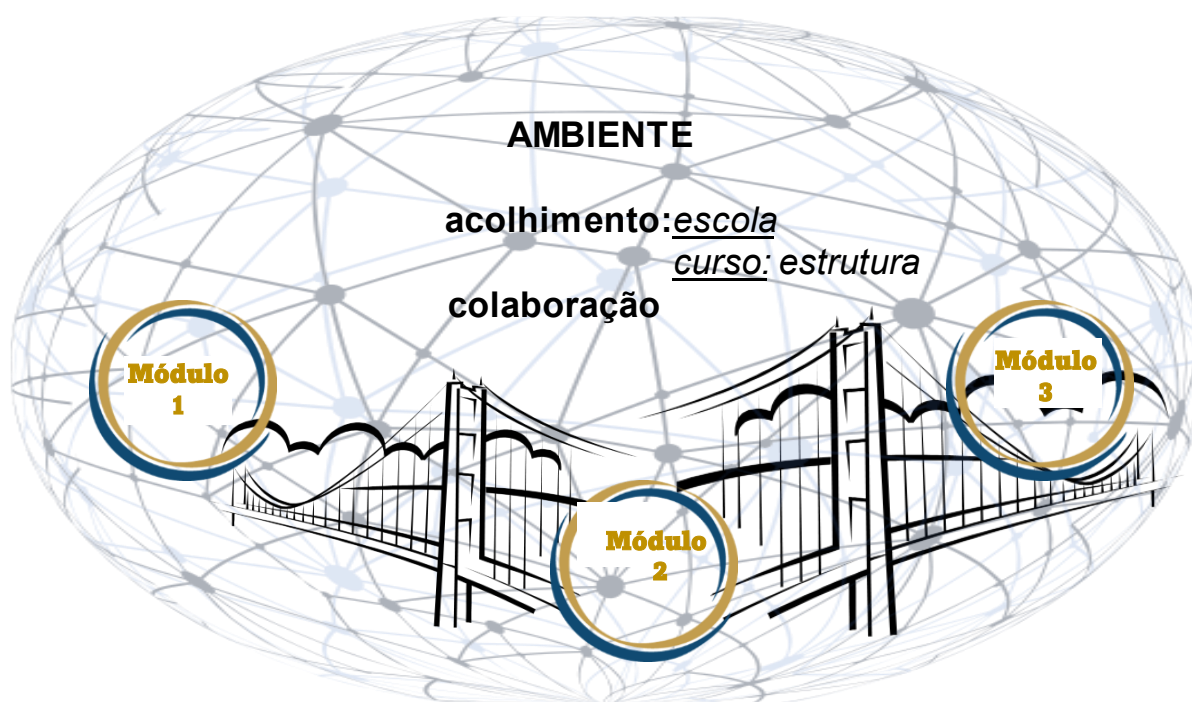 AMBIENTE
acolhimento:escola
curso: estrutura
colaboração
Módulo
1
Módulo
2
Módulo
3